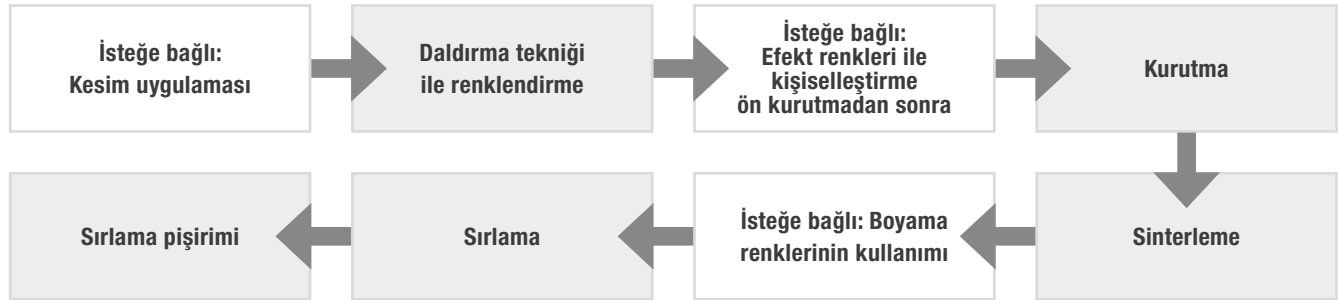 İsteğe bağlı:
Kesim uygulaması
Daldırma tekniği
ile renklendirme
İsteğe bağlı:
Efekt renkleri ile
kişiselleştirme
ön kurutmadan sonra
Kurutma
Sinterleme
İsteğe bağlı: Boyama
renklerinin kullanımı
Sırlama
Sırlama pişirimi